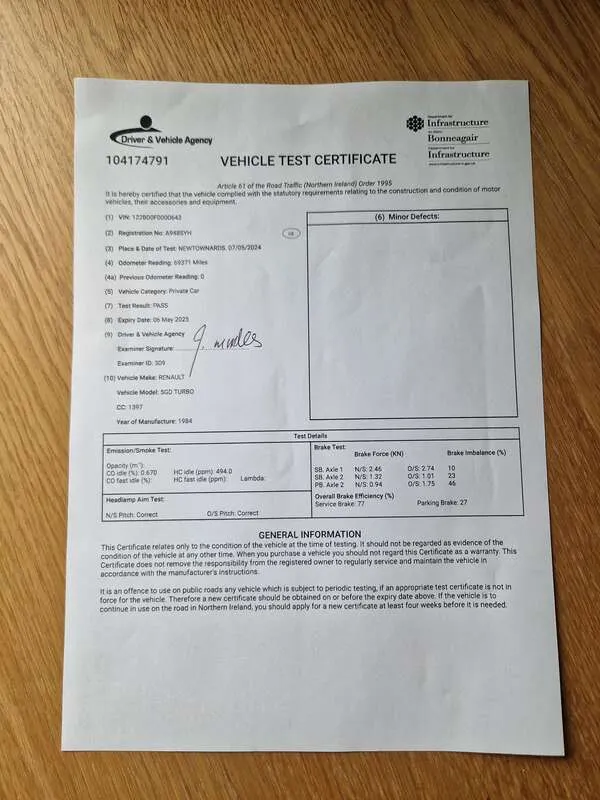 Driver & Vehicle Agency
Department for
Infrastructure
An Roinn
Bonneagair
Department for
Infrastructure
www.infrastructure-ni.gov.uk
104174791
VEHICLE TEST CERTIFICATE
Article 61 of the Road Traffic (Northern Ireland) Order 1995
It is hereby certified that the vehicle complied with the statutory requirements relating to the construction and condition of motor
vehicles, their accessories and equipment.
(1) VIN: 122B00F0000643
(2) Registration No: A948SYH
(3) Place & Date of Test: NEWTOWNARDS, 07/05/2024
(4) Odometer Reading: 69371 Miles
(4a) Previous Odometer Reading: 0
(5) Vehicle Category: Private Car
(6) Minor Defects:
(7) Test Result: PASS
(8) Expiry Date: 06 May 2025
(9) Driver & Vehicle Agency
Examiner Signature:
Examiner ID: 309
(10) Vehicle Make: RENAULT
Vehicle Model: 5GD TURBO
CC: 1397
Year of Manufacture: 1984
Test Details
Emission/Smoke Test:
Opacity (m⁻¹):
CO idle (%): 0.670 HC idle (ppm): 494.0
CO fast idle (%): HC fast idle (ppm): Lambda:
Headlamp Aim Test:
N/S Pitch: Correct O/S Pitch: Correct
Brake Test:
Brake Force (KN) Brake Imbalance (%)
SB. Axle 1 N/S: 2.46 O/S: 2.74 10
SB. Axle 2 N/S: 1.32 O/S: 1.01 23
PB. Axle 2 N/S: 0.94 O/S: 1.75 46
Overall Brake Efficiency (%)
Service Brake: 77 Parking Brake: 27
GENERAL INFORMATION
This Certificate relates only to the condition of the vehicle at the time of testing. It should not be regarded as evidence of the
condition of the vehicle at any other time. When you purchase a vehicle you should not regard this Certificate as a warranty. This
Certificate does not remove the responsibility from the registered owner to regularly service and maintain the vehicle in
accordance with the manufacturer's instructions.
It is an offence to use on public roads any vehicle which is subject to periodic testing, if an appropriate test certificate is not in
force for the vehicle. Therefore a new certificate should be obtained on or before the expiry date above. If the vehicle is to
continue in use on the road in Northern Ireland, you should apply for a new certificate at least four weeks before it is needed.